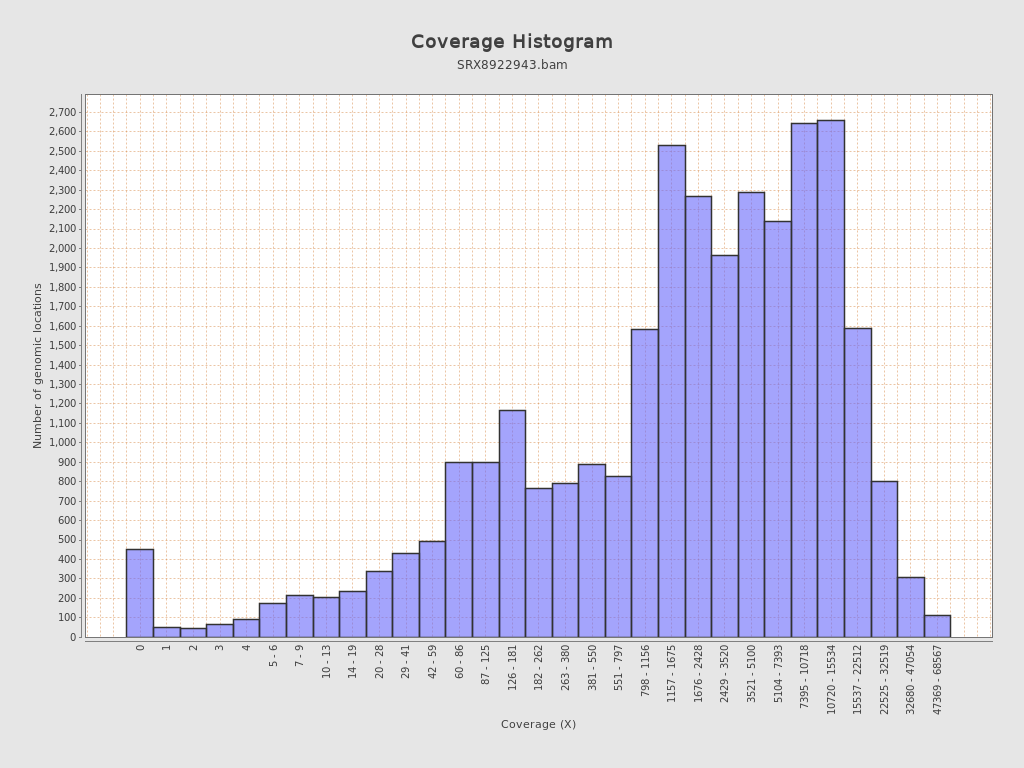 Coverage Histogram
SRX8922943.bam
Number of genomic locations
2,700
2,600
2,500
2,400
2,300
2,200
2,100
2,000
1,900
1,800
1,700
1,600
1,500
1,400
1,300
1,200
1,100
1,000
900
800
700
600
500
400
300
200
100
0
0
1
2
3
4
5 - 6
7 - 9
10 - 13
14 - 19
20 - 28
29 - 41
42 - 59
60 - 86
87 - 125
126 - 181
182 - 262
263 - 380
381 - 550
551 - 797
798 - 1156
1157 - 1675
1676 - 2428
2429 - 3520
3521 - 5100
5104 - 7393
7395 - 10718
10720 - 15534
15537 - 22512
22525 - 32519
32680 - 47054
47369 - 68567
Coverage (X)